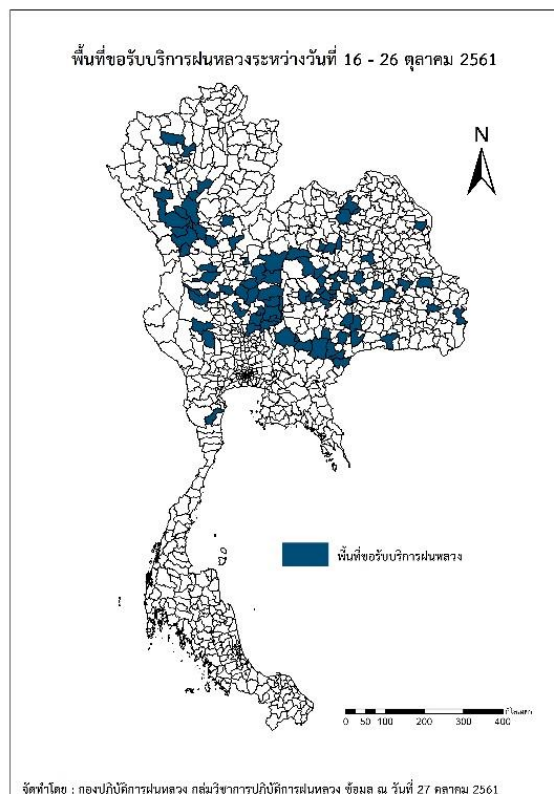 พื้นที่ขอรับบริการฝนหลวงระหว่างวันที่ 16 - 26 ตุลาคม 2561
N
พื้นที่ขอรับบริการฝนหลวง
0 25 50 100 200 300 400
จัดทำโดย : กองปฏิบัติการฝนหลวง กลุ่มวิชาการปฏิบัติการฝนหลวง ข้อมูล ณ วันที่ 27 ตุลาคม 2561